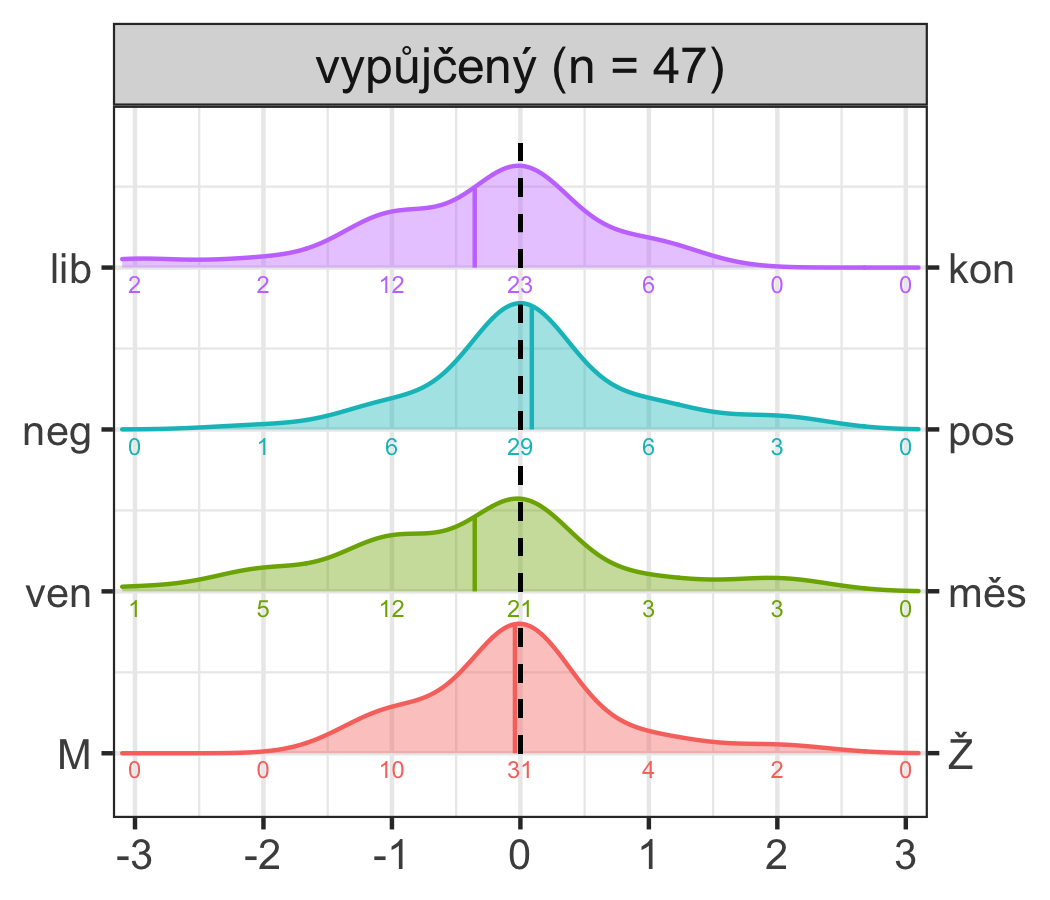 vypůjčený (n = 47)
lib kon
2 2 12 23 6 0 0
neg pos
0 1 6 29 6 3 0
ven měs
1 5 12 21 3 3 0
M Ž
0 0 10 31 4 2 0
-3 -2 -1 0 1 2 3